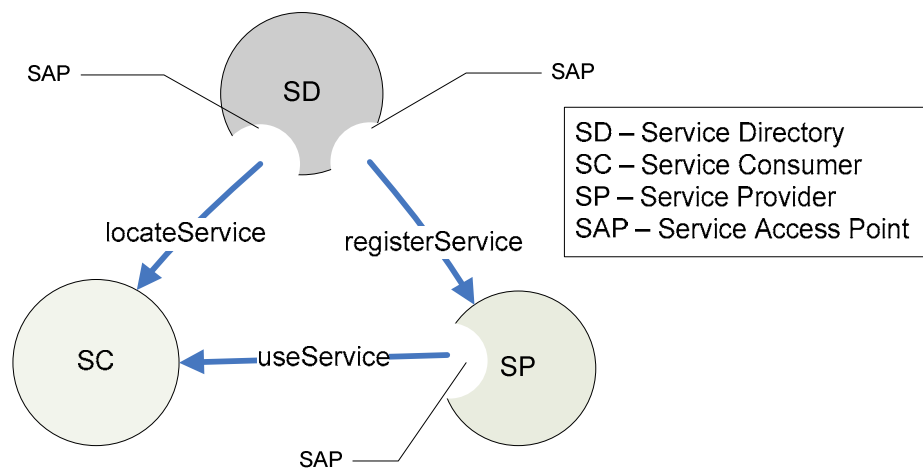 SAP
SD
SAP
SD – Service Directory
SC – Service Consumer
SP – Service Provider
SAP – Service Access Point
locateService
registerService
SC
useService
SP
SAP